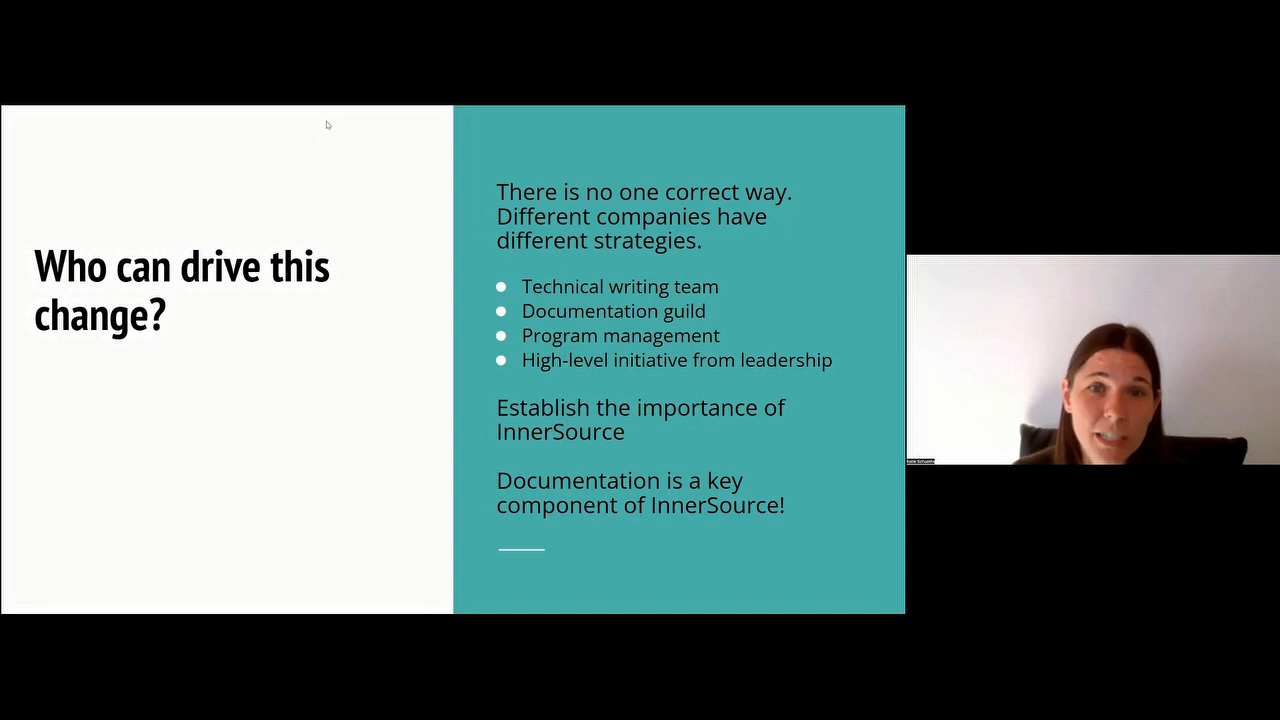 Who can drive this
change?
There is no one correct way.
Different companies have
different strategies.
Technical writing team
Documentation guild
Program management
High-level initiative from leadership
Establish the importance of
InnerSource
Documentation is a key
component of InnerSource!